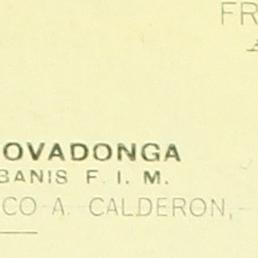 FR
OVADONGA
BANIS F. I. M.
CO A. CALDERON,-